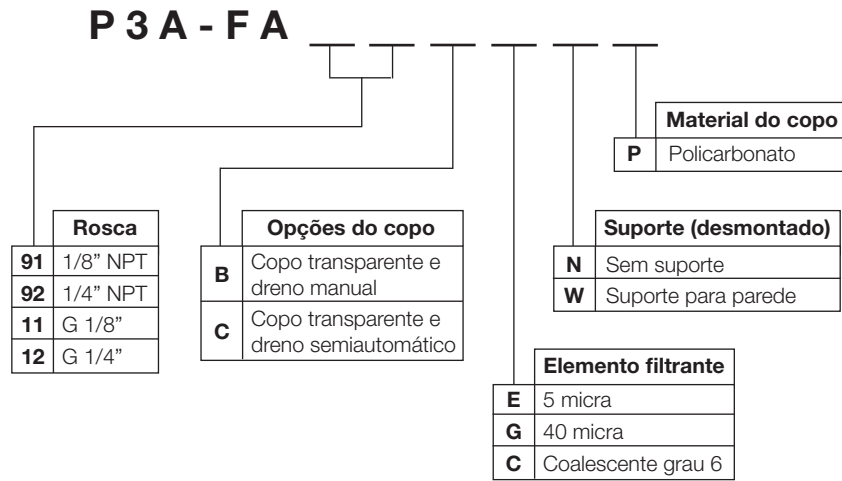 P3A-FA
Material do copo
P Policarbonato
Rosca
91 1/8” NPT
92 1/4” NPT
11 G 1/8”
12 G 1/4”
Opções do copo
B Copo transparente e
dreno manual
C Copo transparente e
dreno semiautomático
Suporte (desmontado)
N Sem suporte
W Suporte para parede
Elemento filtrante
E 5 micra
G 40 micra
C Coalescente grau 6